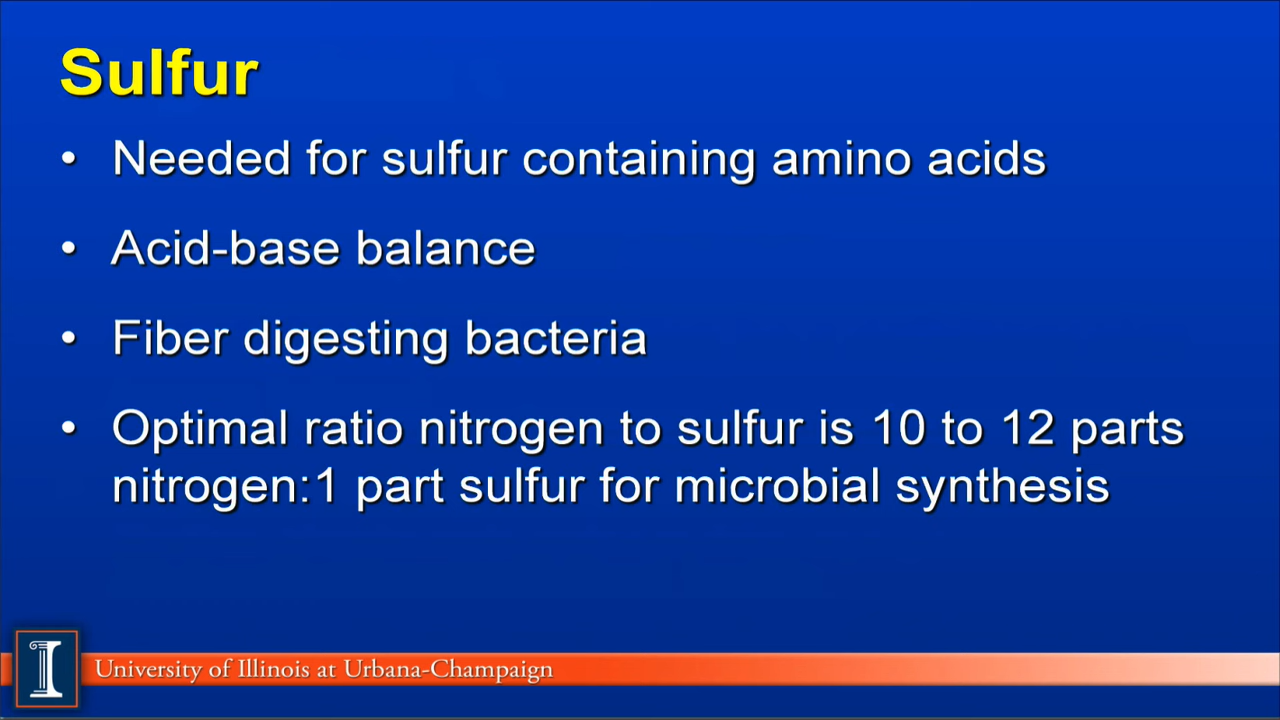 Sulfur
• Needed for sulfur containing amino acids
• Acid-base balance
• Fiber digesting bacteria
• Optimal ratio nitrogen to sulfur is 10 to 12 parts
nitrogen:1 part sulfur for microbial synthesis
I
University of Illinois at Urbana-Champaign